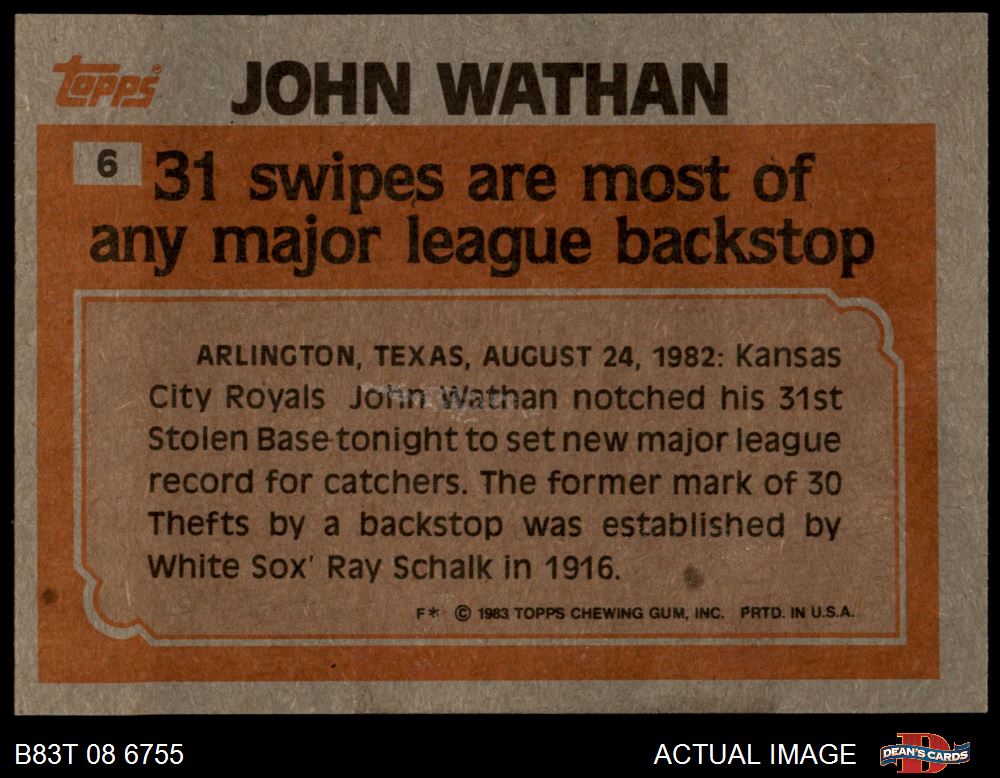 Topps
JOHN WATHAN
6
31 swipes are most of
any major league backstop
ARLINGTON, TEXAS, AUGUST 24, 1982: Kansas
City Royals John Wathan notched his 31st
Stolen Base tonight to set new major league
record for catchers. The former mark of 30
Thefts by a backstop was established by
White Sox' Ray Schalk in 1916.
F* © 1983 TOPPS CHEWING GUM, INC. PRTD. IN U.S.A.
B83T 08 6755
ACTUAL IMAGE
DEAN'S CARDS